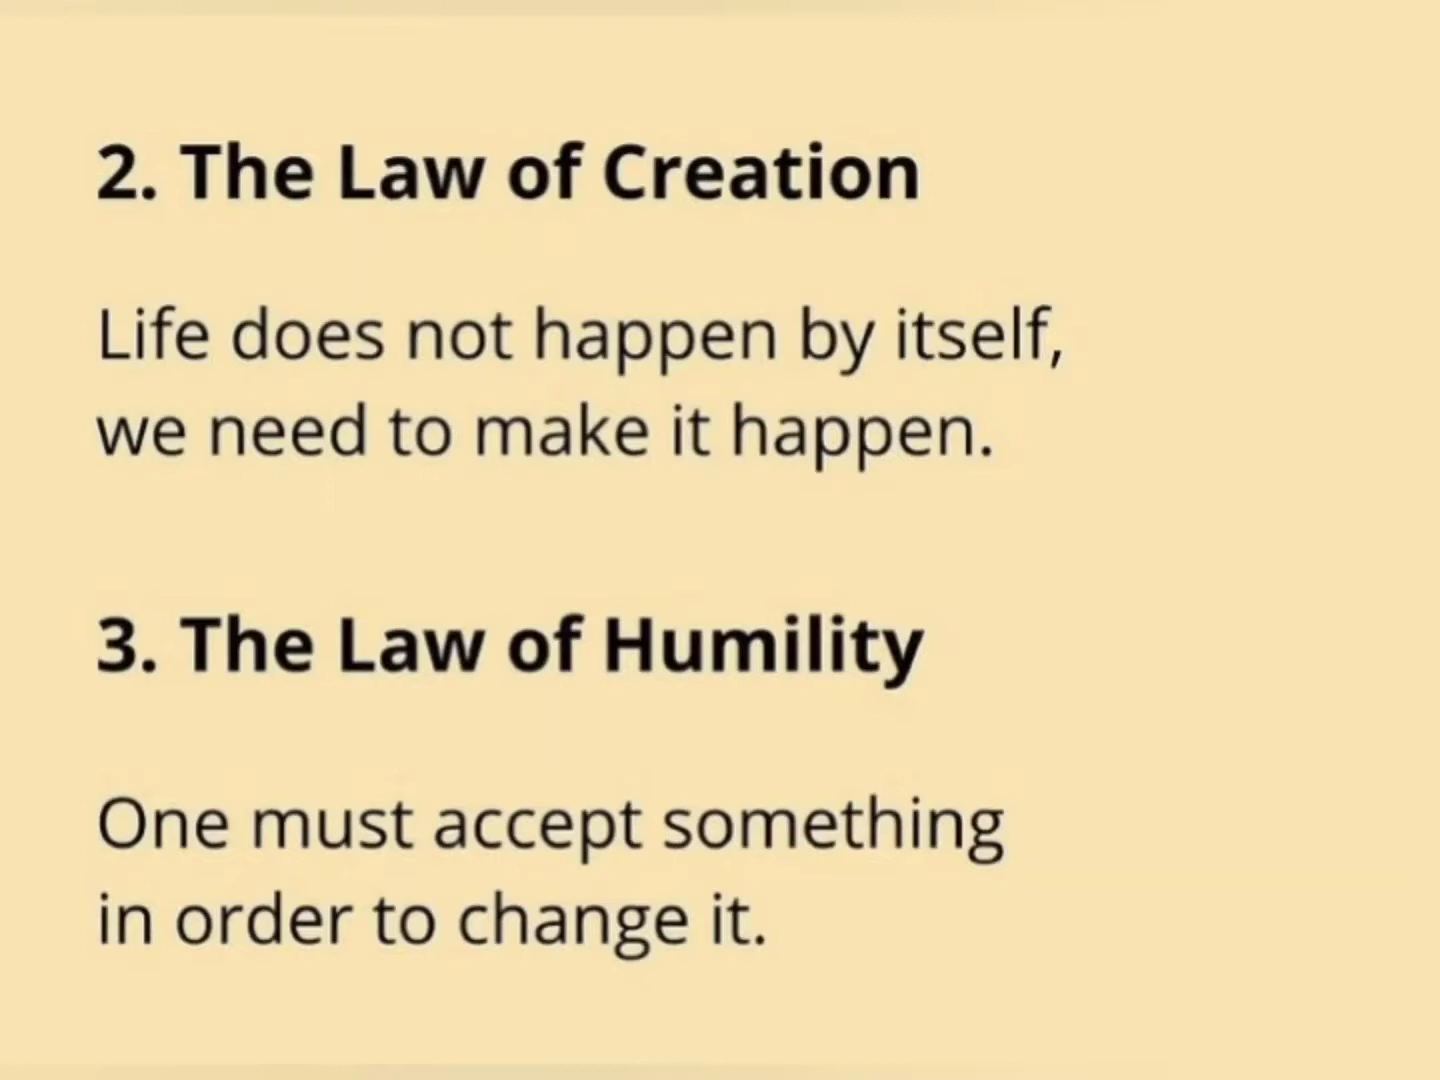 2. The Law of Creation
Life does not happen by itself,
we need to make it happen.
3. The Law of Humility
One must accept something
in order to change it.